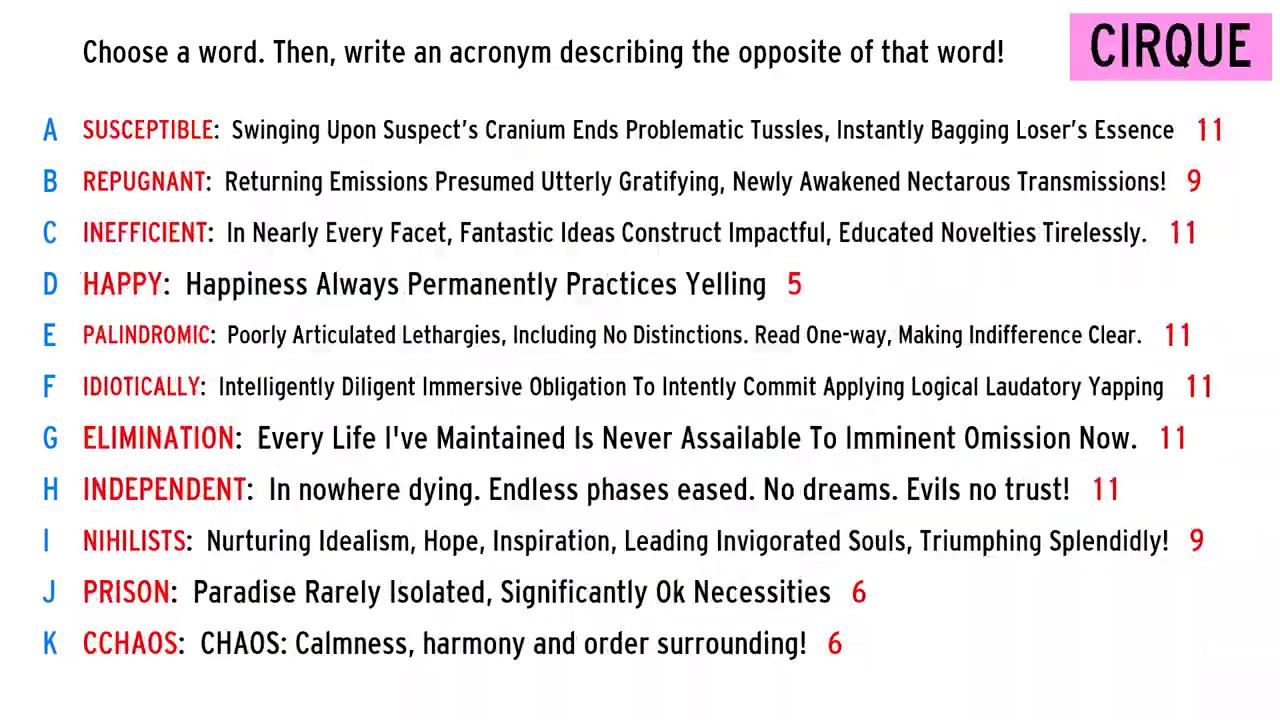 Choose a word. Then, write an acronym describing the opposite of that word!
CIRQUE
A SUSCEPTIBLE: Swinging Upon Suspect's Cranium Ends Problematic Tussles, Instantly Bagging Loser's Essence 11
B REPUGNANT: Returning Emissions Presumed Utterly Gratifying, Newly Awakened Nectarous Transmissions! 9
C INEFFICIENT: In Nearly Every Facet, Fantastic Ideas Construct Impactful, Educated Novelties Tirelessly. 11
D HAPPY: Happiness Always Permanently Practices Yelling 5
E PALINDROMIC: Poorly Articulated Lethargies, Including No Distinctions. Read One-way, Making Indifference Clear. 11
F IDIOTICALLY: Intelligently Diligent Immersive Obligation To Intently Commit Applying Logical Laudatory Yapping 11
G ELIMINATION: Every Life I've Maintained Is Never Assailable To Imminent Omission Now. 11
H INDEPENDENT: In nowhere dying. Endless phases eased. No dreams. Evils no trust! 11
I NIHILISTS: Nurturing Idealism, Hope, Inspiration, Leading Invigorated Souls, Triumphing Splendidly! 9
J PRISON: Paradise Rarely Isolated, Significantly Ok Necessities 6
K CCHAOS: CHAOS: Calmness, harmony and order surrounding! 6